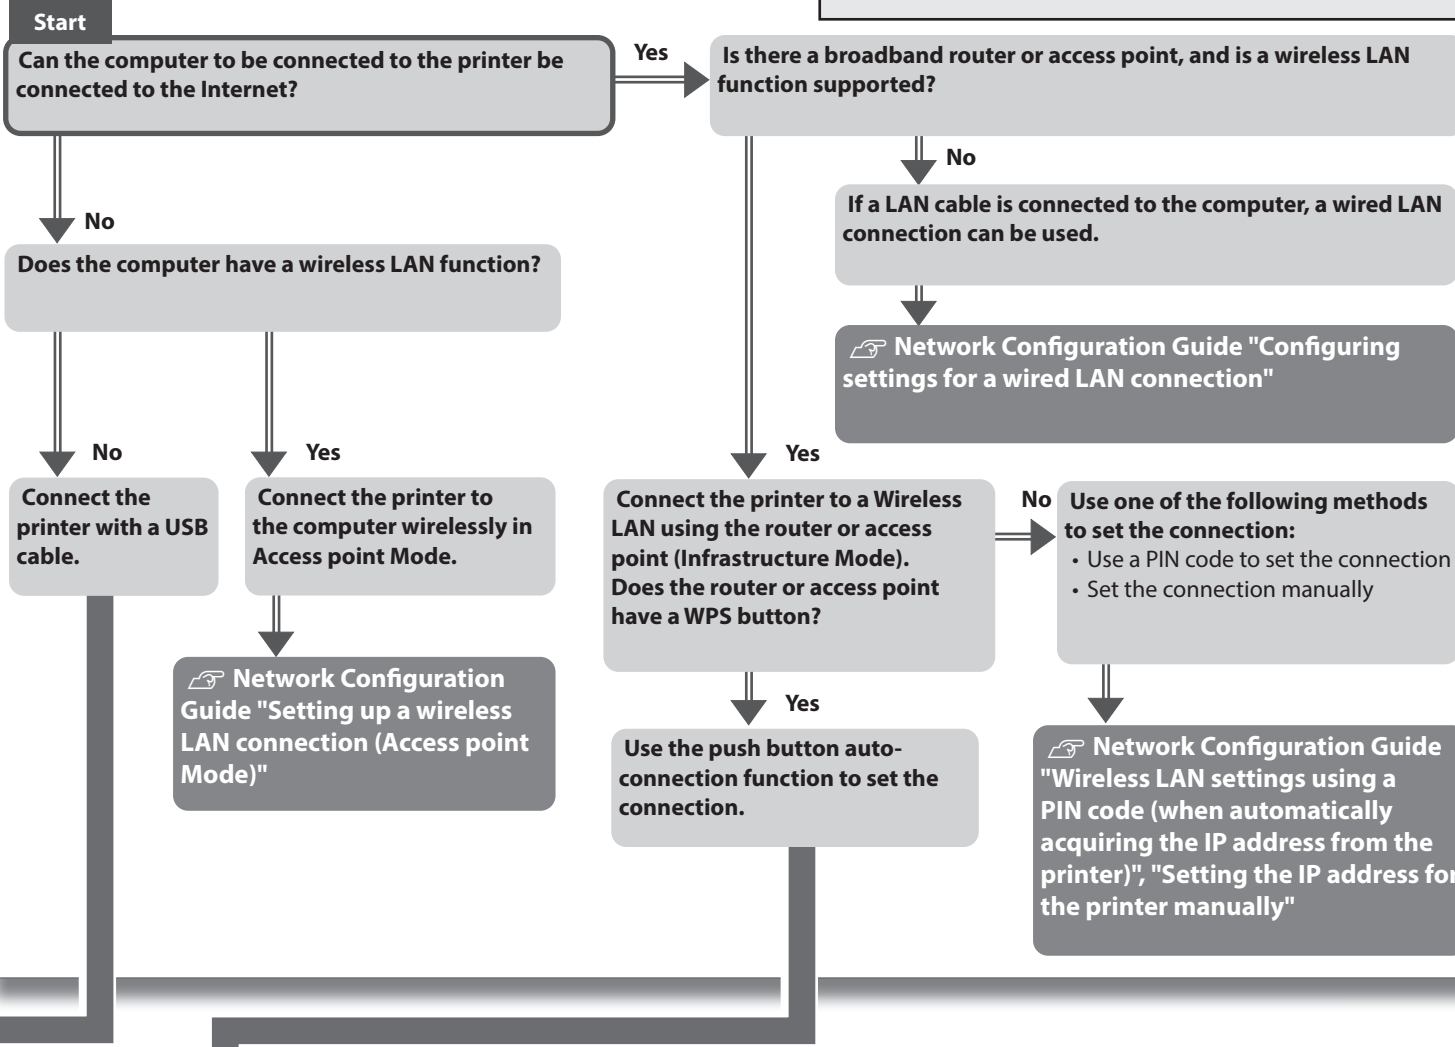 Start
Can the computer to be connected to the printer be
connected to the Internet?
Yes
Is there a broadband router or access point, and is a wireless LAN
function supported?
No
If a LAN cable is connected to the computer, a wired LAN
connection can be used.
No
Does the computer have a wireless LAN function?
Network Configuration Guide "Configuring
settings for a wired LAN connection"
No
Yes
Yes
Connect the
printer with a USB
cable.
Connect the printer to
the computer wirelessly in
Access point Mode.
Connect the printer to a Wireless
LAN using the router or access
point (Infrastructure Mode).
Does the router or access point
have a WPS button?
No
Use one of the following methods
to set the connection:
• Use a PIN code to set the connection
• Set the connection manually
Network Configuration
Guide "Setting up a wireless
LAN connection (Access point
Mode)"
Yes
Use the push button auto-
connection function to set the
connection.
Network Configuration Guide
"Wireless LAN settings using a
PIN code (when automatically
acquiring the IP address from the
printer)", "Setting the IP address for
the printer manually"